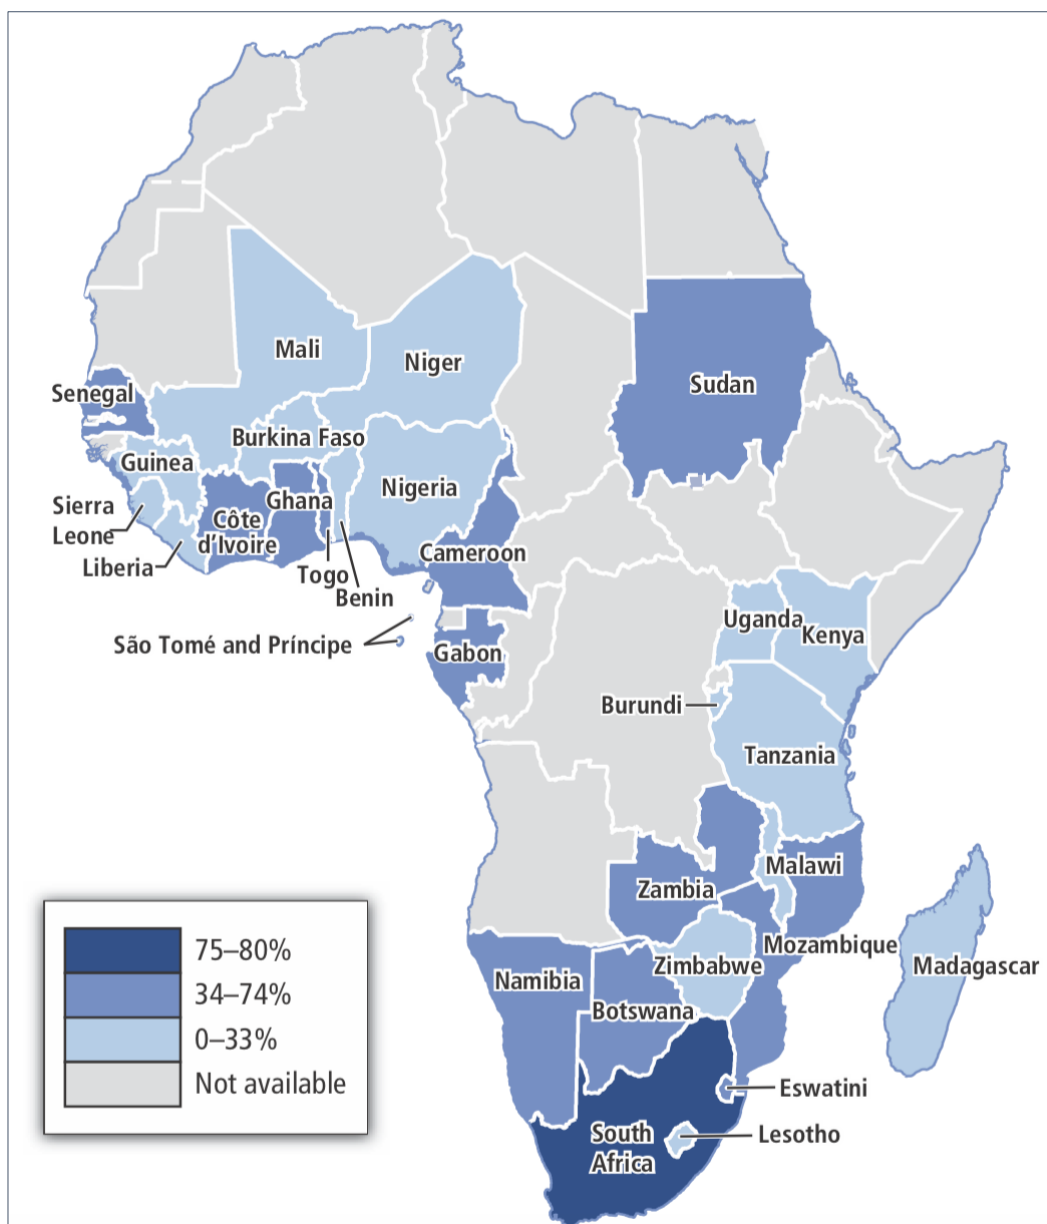 Mali
Niger
Sudan
Senegal
Burkina Faso
Guinea
Nigeria
Ghana
Sierra
Leone
Côte
d'Ivoire
Cameroon
Liberia
Togo
Benin
Uganda
Kenya
São Tomé and Príncipe
Gabon
Burundi
Tanzania
Malawi
Zambia
Mozambique
Zimbabwe
Madagascar
Namibia
Botswana
Eswatini
South
Africa
Lesotho
75–80%
34–74%
0–33%
Not available